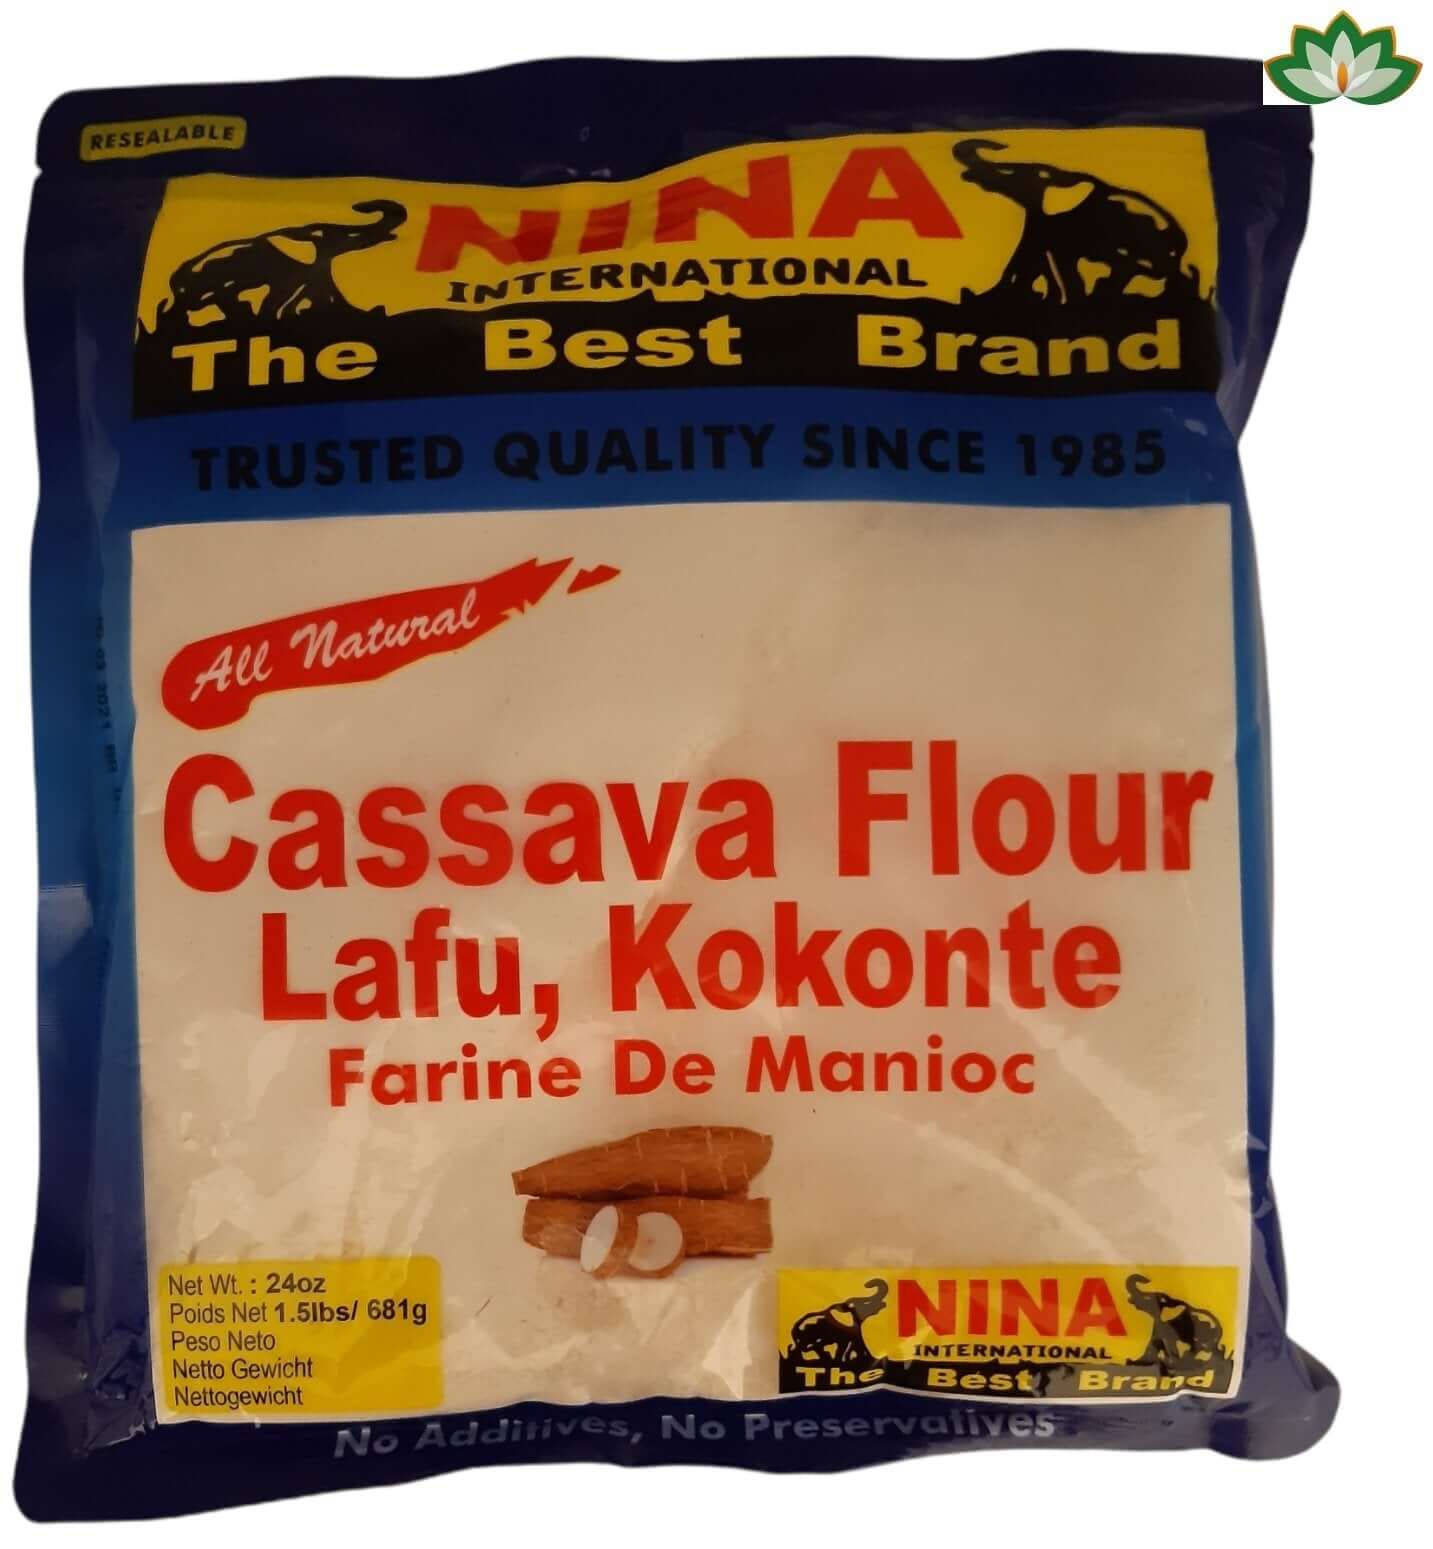 RESEALABLE
NINA
INTERNATIONAL
The Best Brand
TRUSTED QUALITY SINCE 1985
All Natural
Cassava Flour
Lafu, Kokonte
Farine De Manioc
Net Wt. : 24oz
Poids Net 1.5lbs/ 681g
Peso Neto
Netto Gewicht
Nettogewicht
NINA
INTERNATIONAL
The Best Brand
No Additives, No Preservatives